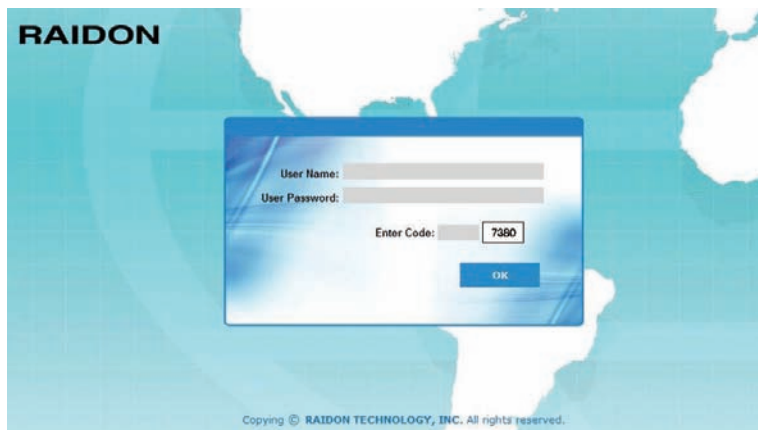 RAIDON
User Name:
User Password:
Enter Code: 7380
OK
Copying © RAIDON TECHNOLOGY, INC. All rights reserved.